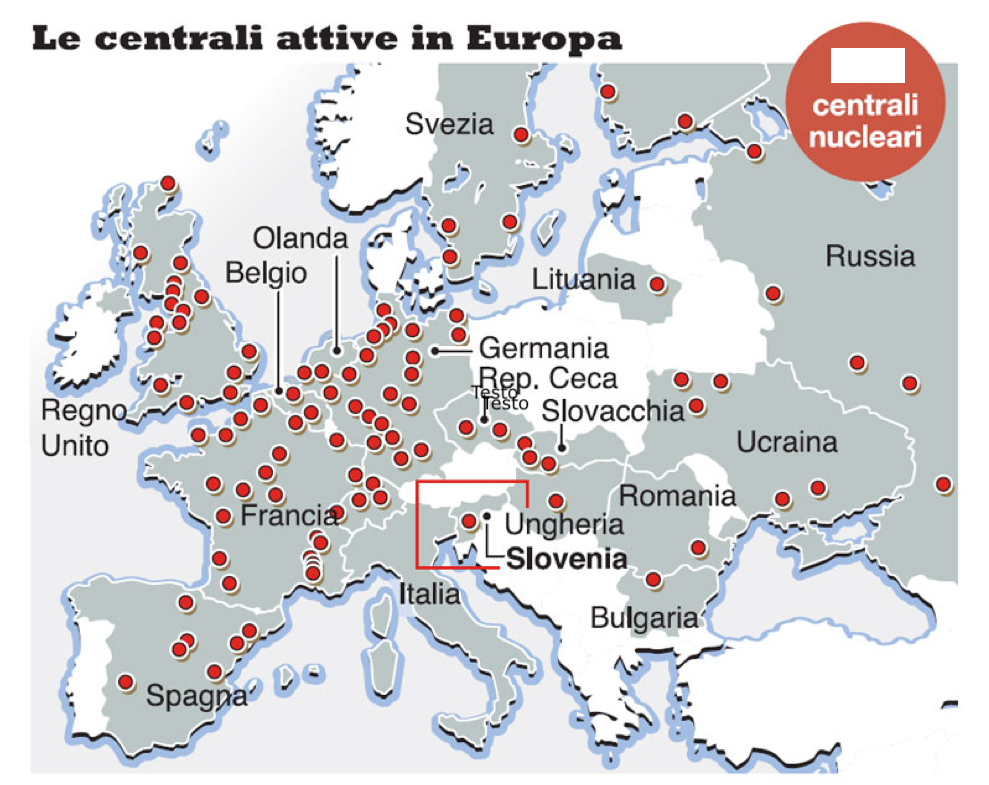 Le centrali attive in Europa
centrali
nucleari
Svezia
Olanda
Belgio
Russia
Lituania
Germania
Rep. Ceca
Testo
Testo
Slovacchia
Regno
Unito
Ucraina
Romania
Francia
Ungheria
Slovenia
Italia
Bulgaria
Spagna